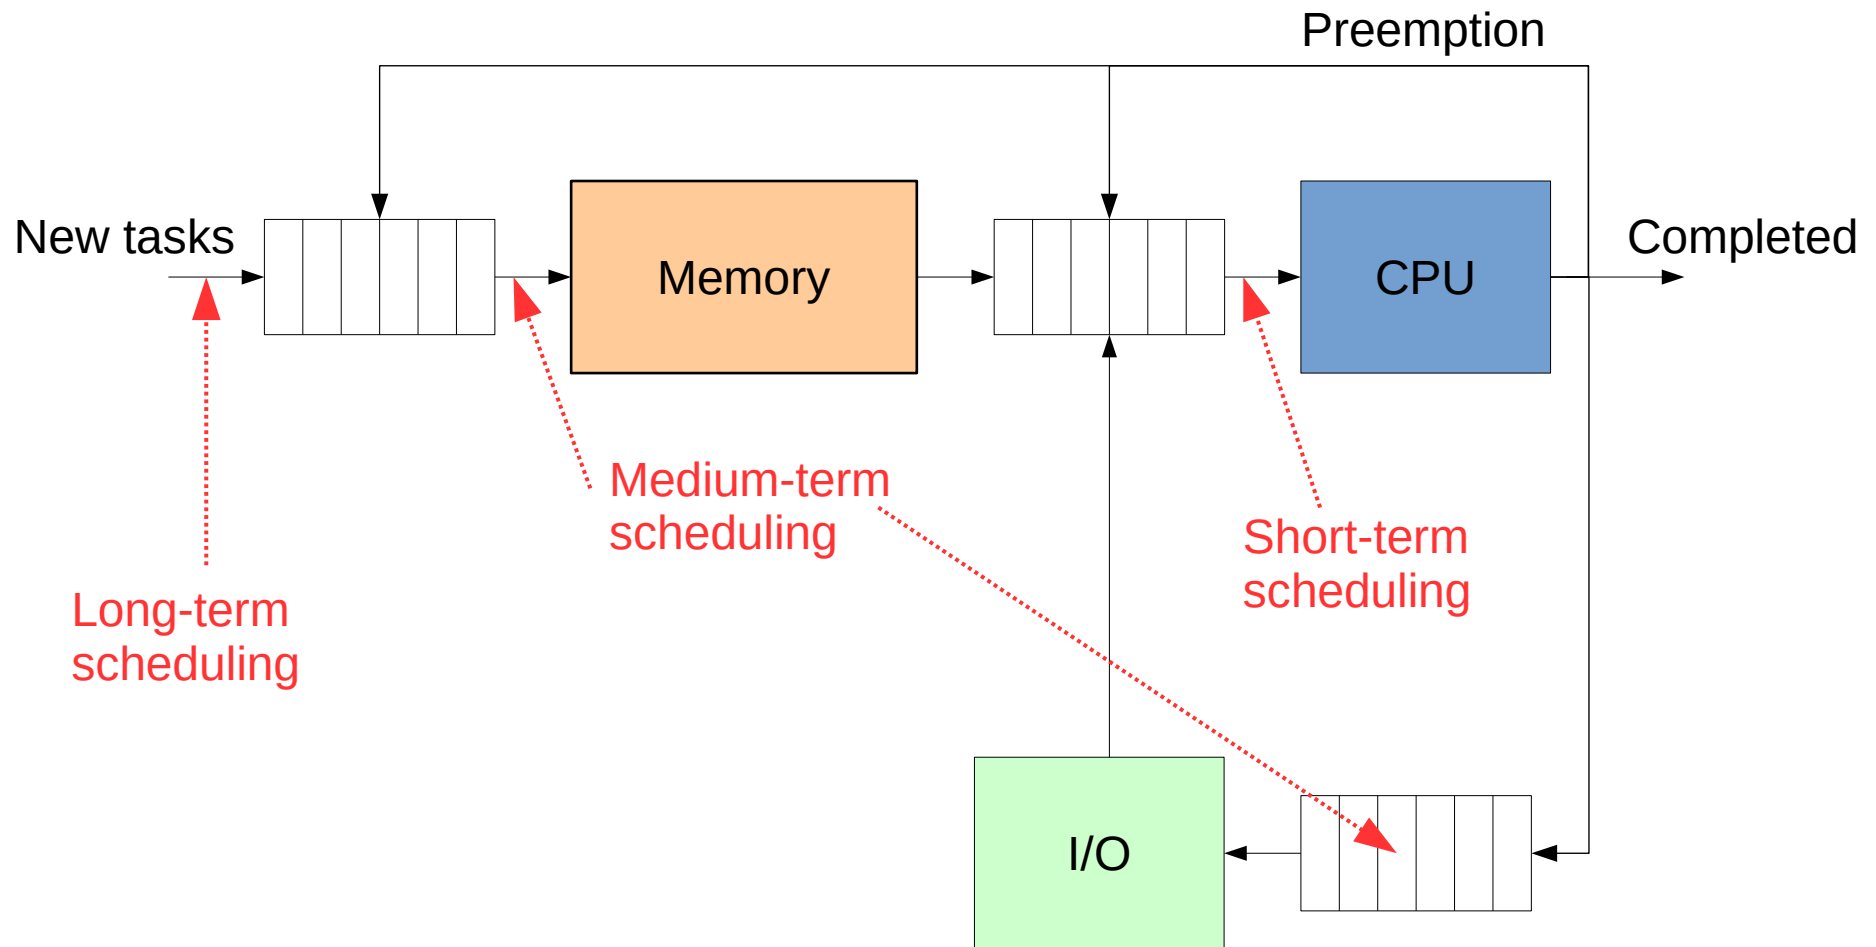 Preemption
New tasks
Memory
CPU
Completed
Medium-term
scheduling
Short-term
scheduling
Long-term
scheduling
I/O